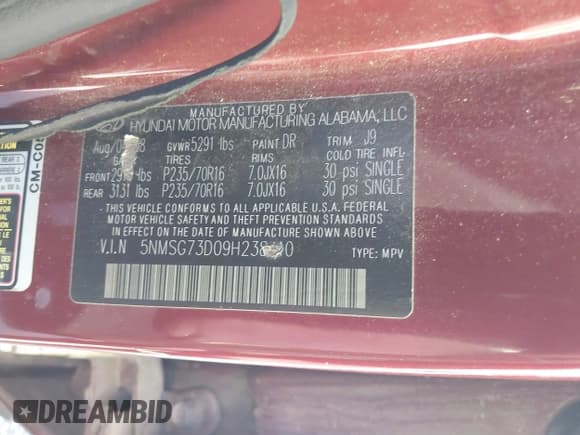 MANUFACTURED BY
HYUNDAI MOTOR MANUFACTURING ALABAMA, LLC
GVWR 5291 lbs PAINT DR TRIM J9
TIRES RIMS COLD TIRE INFL.
FRONT P235/70R16 7.0JX16 30 psi SINGLE
REAR 3131 lbs P235/70R16 7.0JX16 30 psi SINGLE
THIS VEHICLE CONFORMS TO ALL APPLICABLE U.S.A. FEDERAL
MOTOR VEHICLE SAFETY, BUMPER, AND THEFT PREVENTION STANDARDS
IN EFFECT ON THE DATE OF MANUFACTURE SHOWN ABOVE
V.I.N TYPE: MPV
DREAMBID